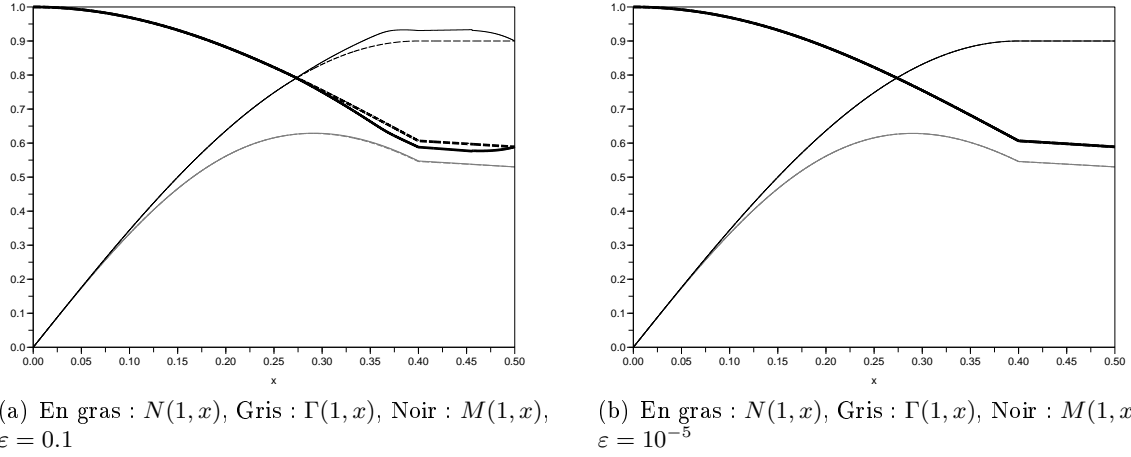 1.0
0.9
0.8
0.7
0.6
0.5
0.4
0.3
0.2
0.1
0.0
0.00 0.05 0.10 0.15 0.20 0.25 0.30 0.35 0.40 0.45 0.50
x
(a) En gras : N(1, x), Gris : Γ(1, x), Noir : M(1, x),
ε = 0.1
1.0
0.9
0.8
0.7
0.6
0.5
0.4
0.3
0.2
0.1
0.0
0.00 0.05 0.10 0.15 0.20 0.25 0.30 0.35 0.40 0.45 0.50
x
(b) En gras : N(1, x), Gris : Γ(1, x), Noir : M(1, x
ε = 10⁻⁵